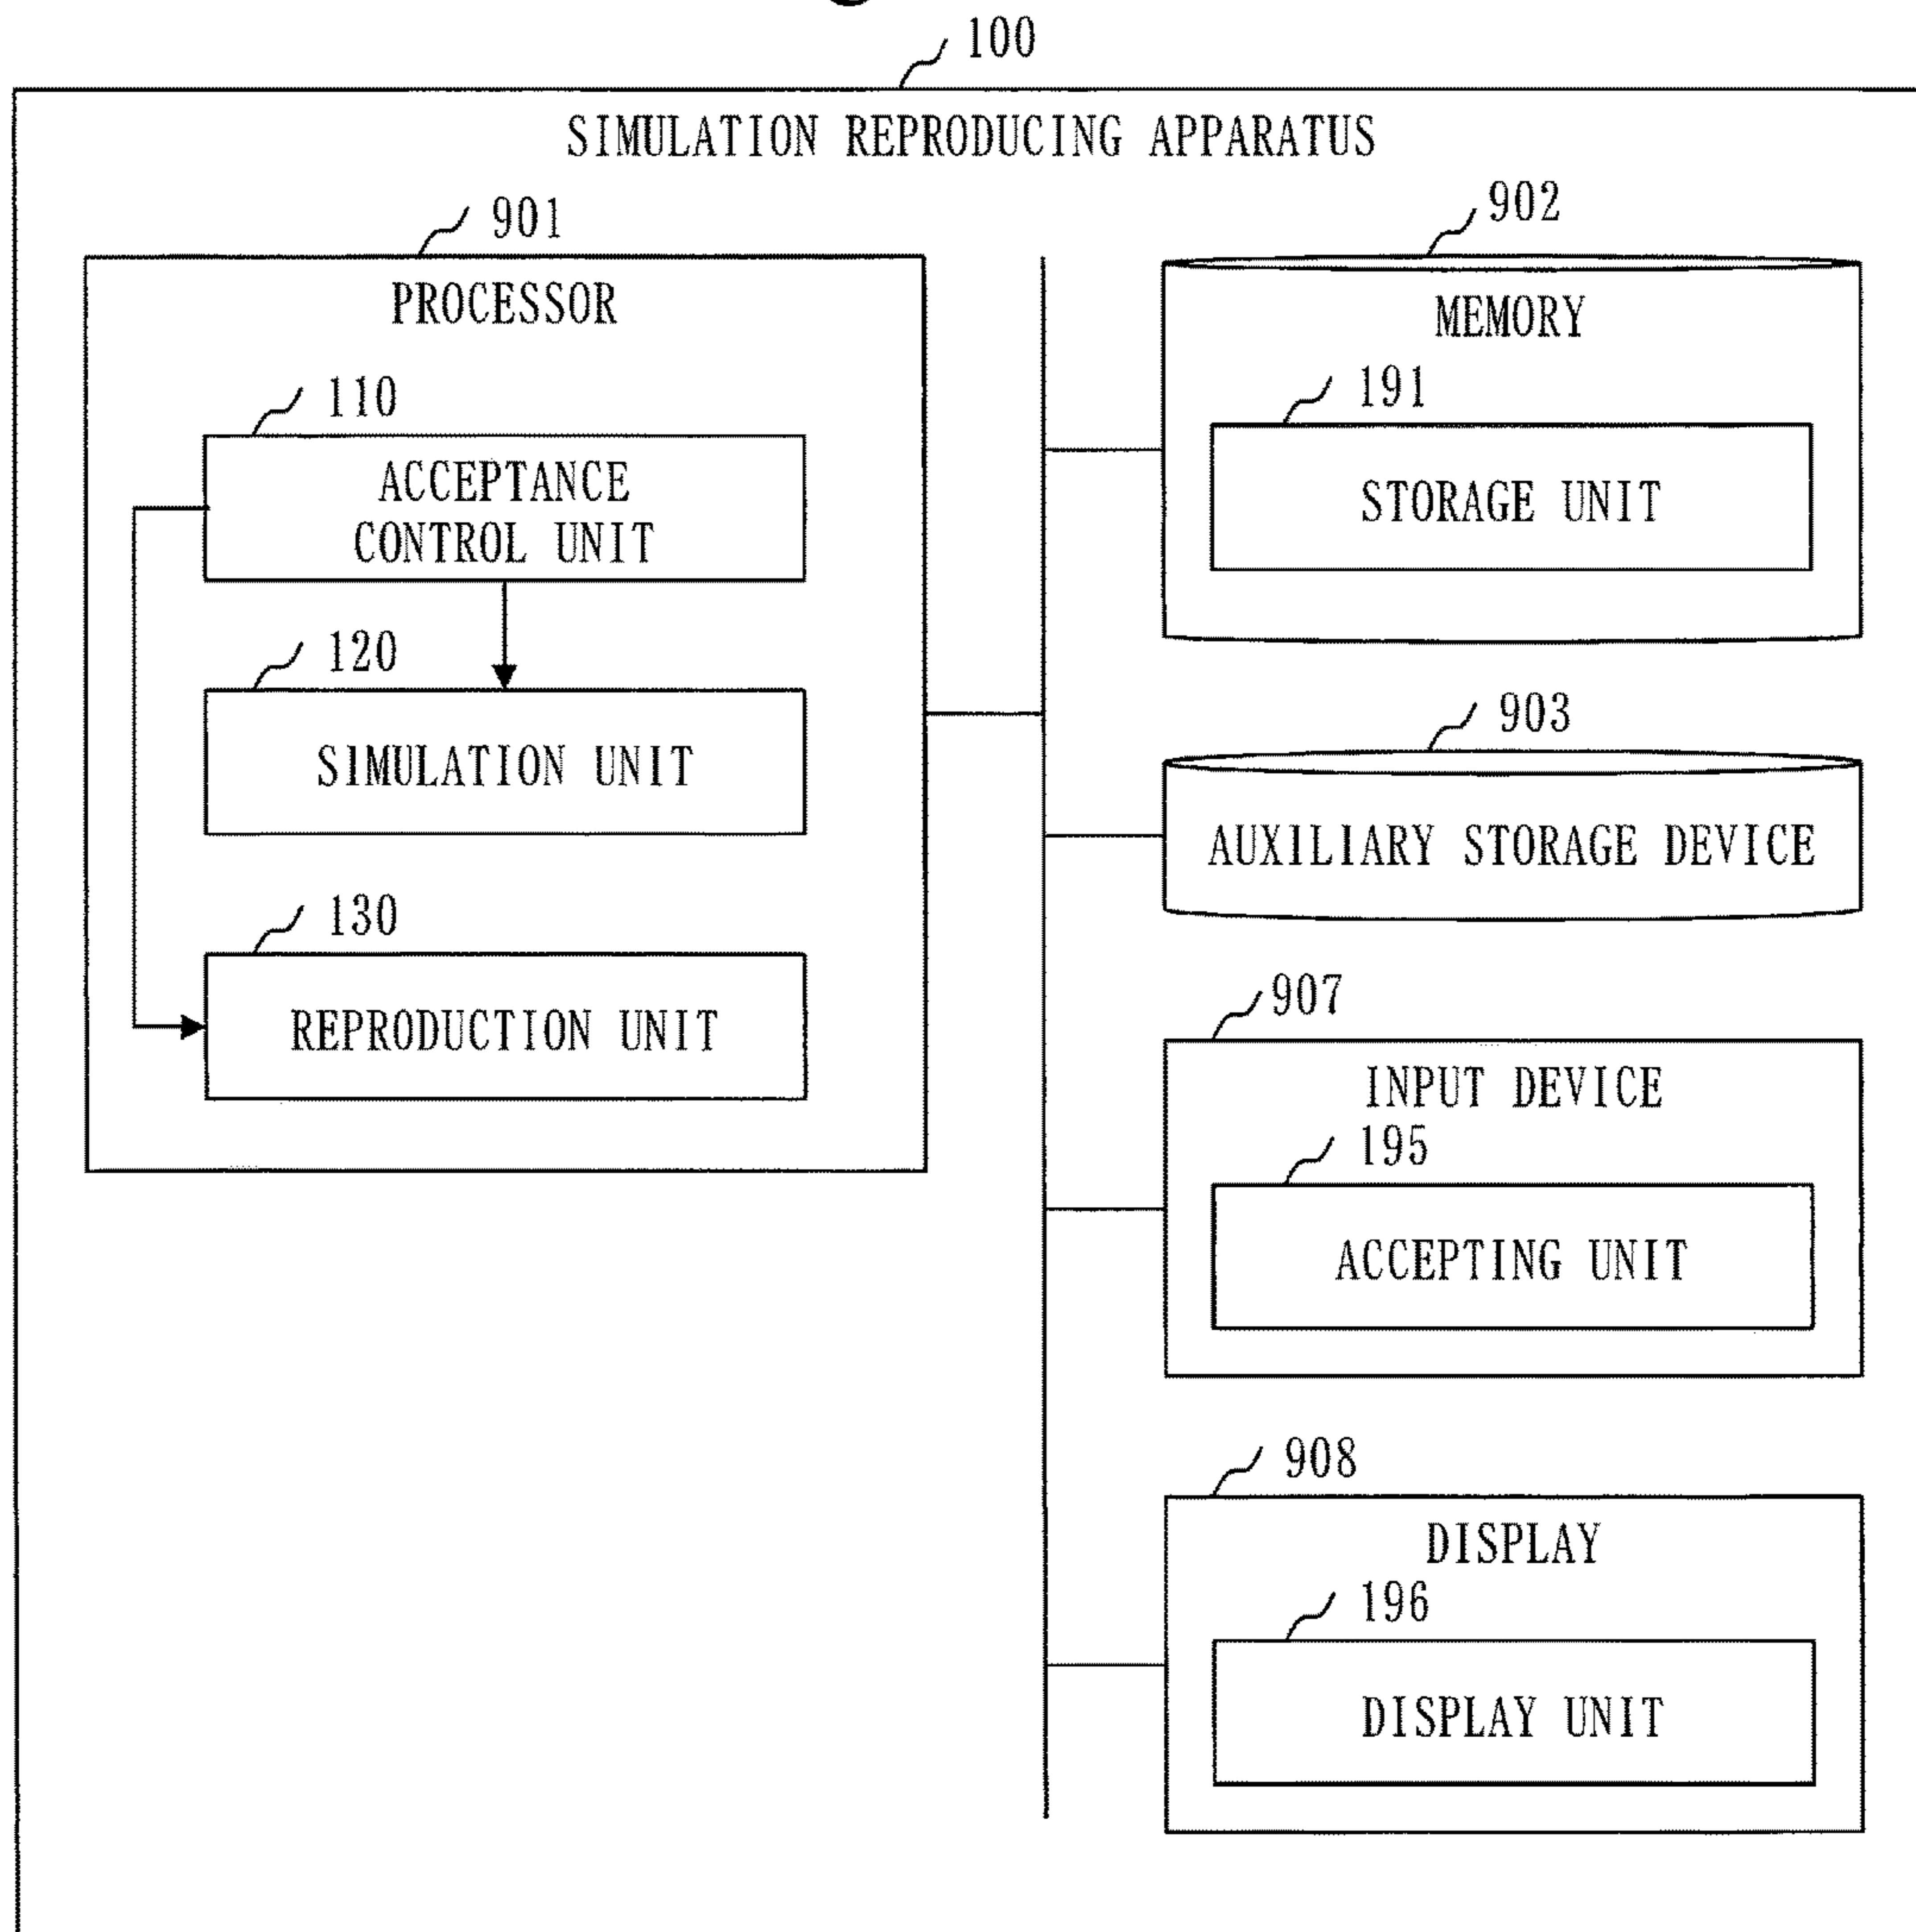 100
SIMULATION REPRODUCING APPARATUS
901
PROCESSOR
110
ACCEPTANCE
CONTROL UNIT
120
SIMULATION UNIT
130
REPRODUCTION UNIT
902
MEMORY
191
STORAGE UNIT
903
AUXILIARY STORAGE DEVICE
907
INPUT DEVICE
195
ACCEPTING UNIT
908
DISPLAY
196
DISPLAY UNIT